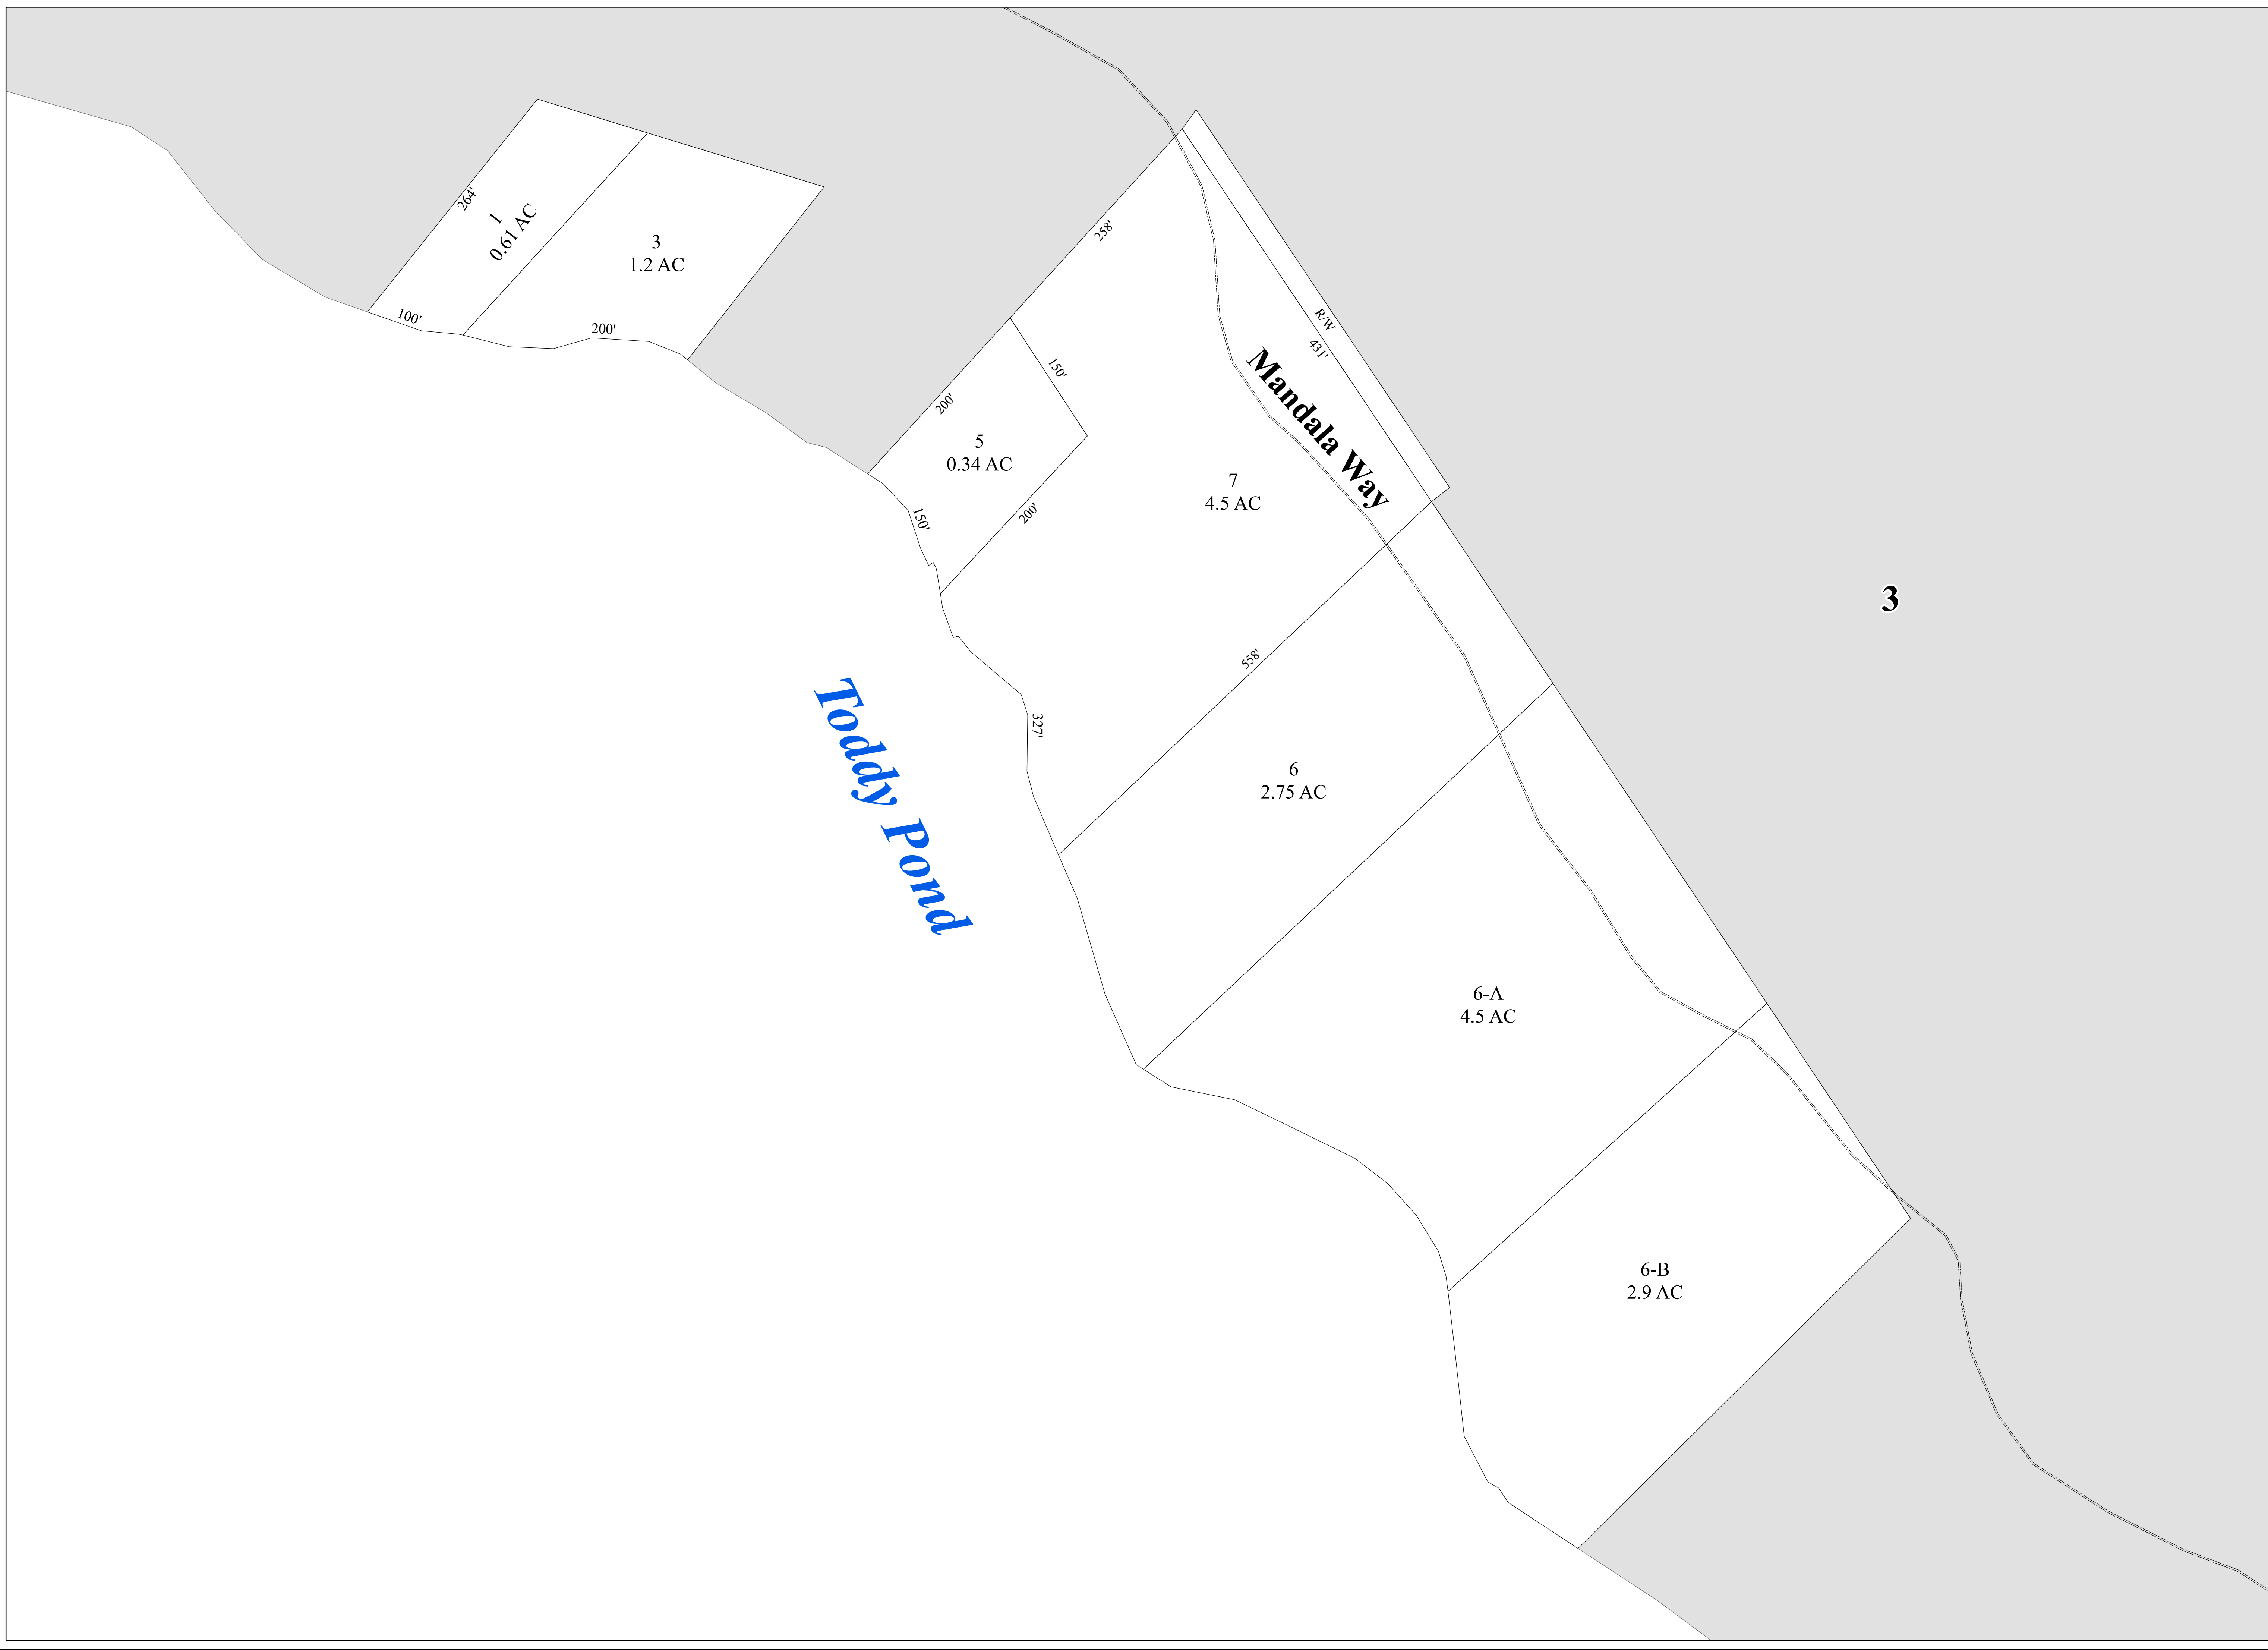 264'
1
0.61 AC
100'
3
1.2 AC
200'
258'
R/W
431'
Mandala Way
150'
200'
5
0.34 AC
150'
200'
7
4.5 AC
3
558'
327'
Toddy Pond
6
2.75 AC
6-A
4.5 AC
6-B
2.9 AC